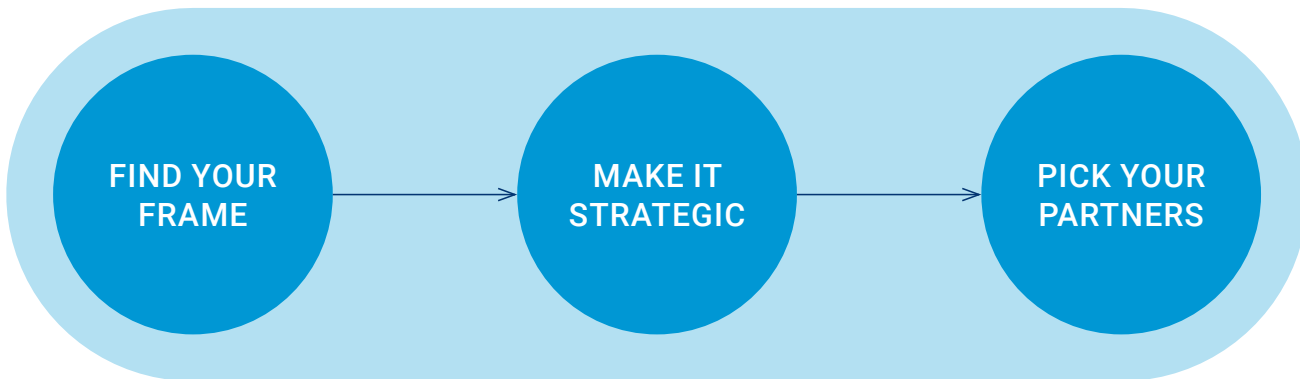 FIND YOUR
FRAME
MAKE IT
STRATEGIC
PICK YOUR
PARTNERS